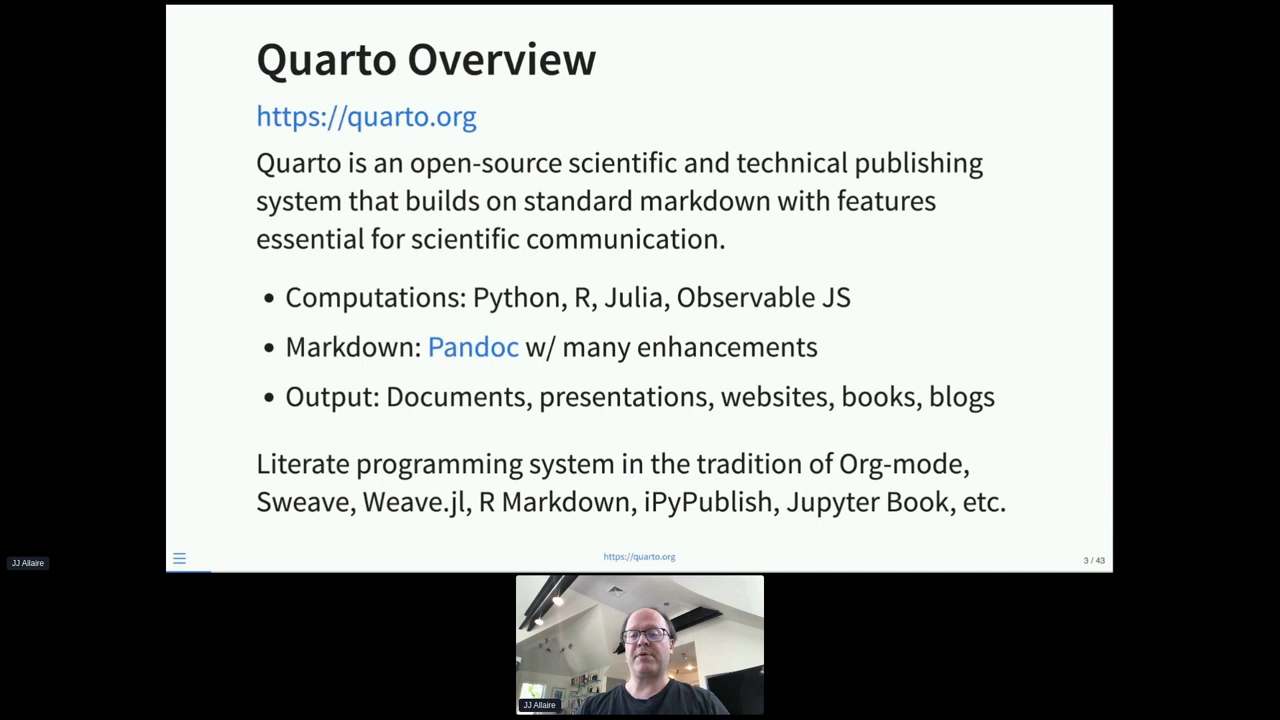 Quarto Overview
https://quarto.org
Quarto is an open-source scientific and technical publishing
system that builds on standard markdown with features
essential for scientific communication.
• Computations: Python, R, Julia, Observable JS
• Markdown: Pandoc w/ many enhancements
• Output: Documents, presentations, websites, books, blogs
Literate programming system in the tradition of Org-mode,
Sweave, Weave.jl, R Markdown, iPyPublish, Jupyter Book, etc.
https://quarto.org
3 / 43
JJ Allaire
JJ Allaire